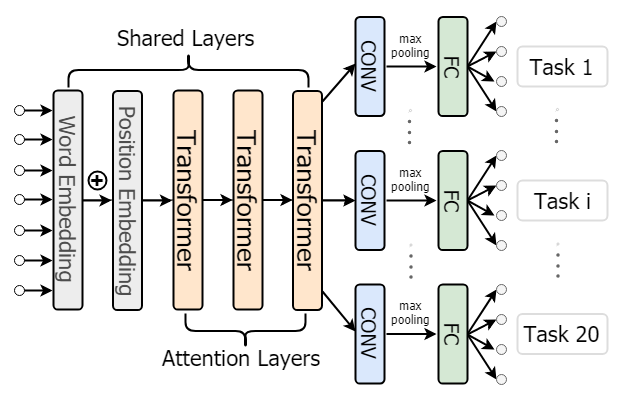 Shared Layers
Word Embedding
+
Position Embedding
Transformer
Transformer
Transformer
Attention Layers
CONV
max
pooling
FC
Task 1
CONV
max
pooling
FC
Task i
CONV
max
pooling
FC
Task 20